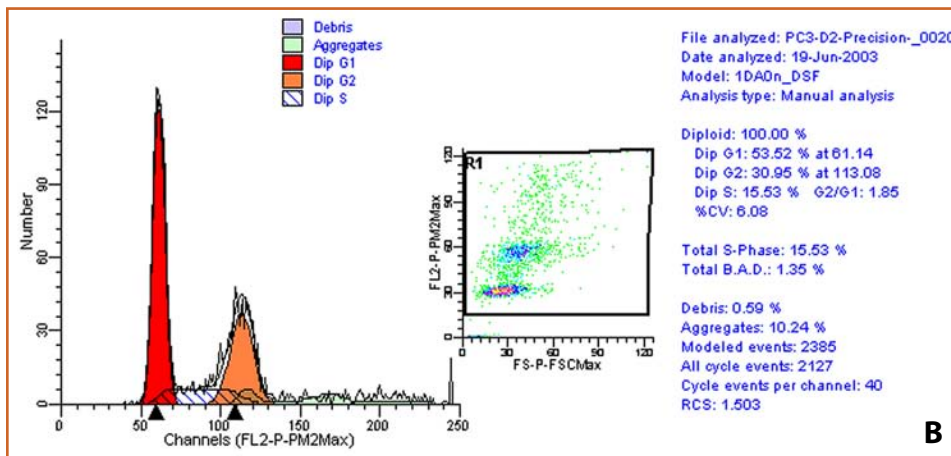 Debris
Aggregates
Dip G1
Dip G2
Dip S
120
90
60
30
0
Number
0
50
100
150
200
250
Channels (FL2-P-PM2Max)
R1
120
90
60
30
0
FL2-P-PM2Max
0
30
60
90
120
FS-P-FSCMax
File analyzed: PC3-D2-Precision-_0020
Date analyzed: 19-Jun-2003
Model: 1DA0n_DSF
Analysis type: Manual analysis
Diploid: 100.00 %
Dip G1: 53.52 % at 61.14
Dip G2: 30.95 % at 113.08
Dip S: 15.53 % G2/G1: 1.85
%CV: 6.08
Total S-Phase: 15.53 %
Total B.A.D.: 1.35 %
Debris: 0.59 %
Aggregates: 10.24 %
Modeled events: 2385
All cycle events: 2127
Cycle events per channel: 40
RCS: 1.503
B